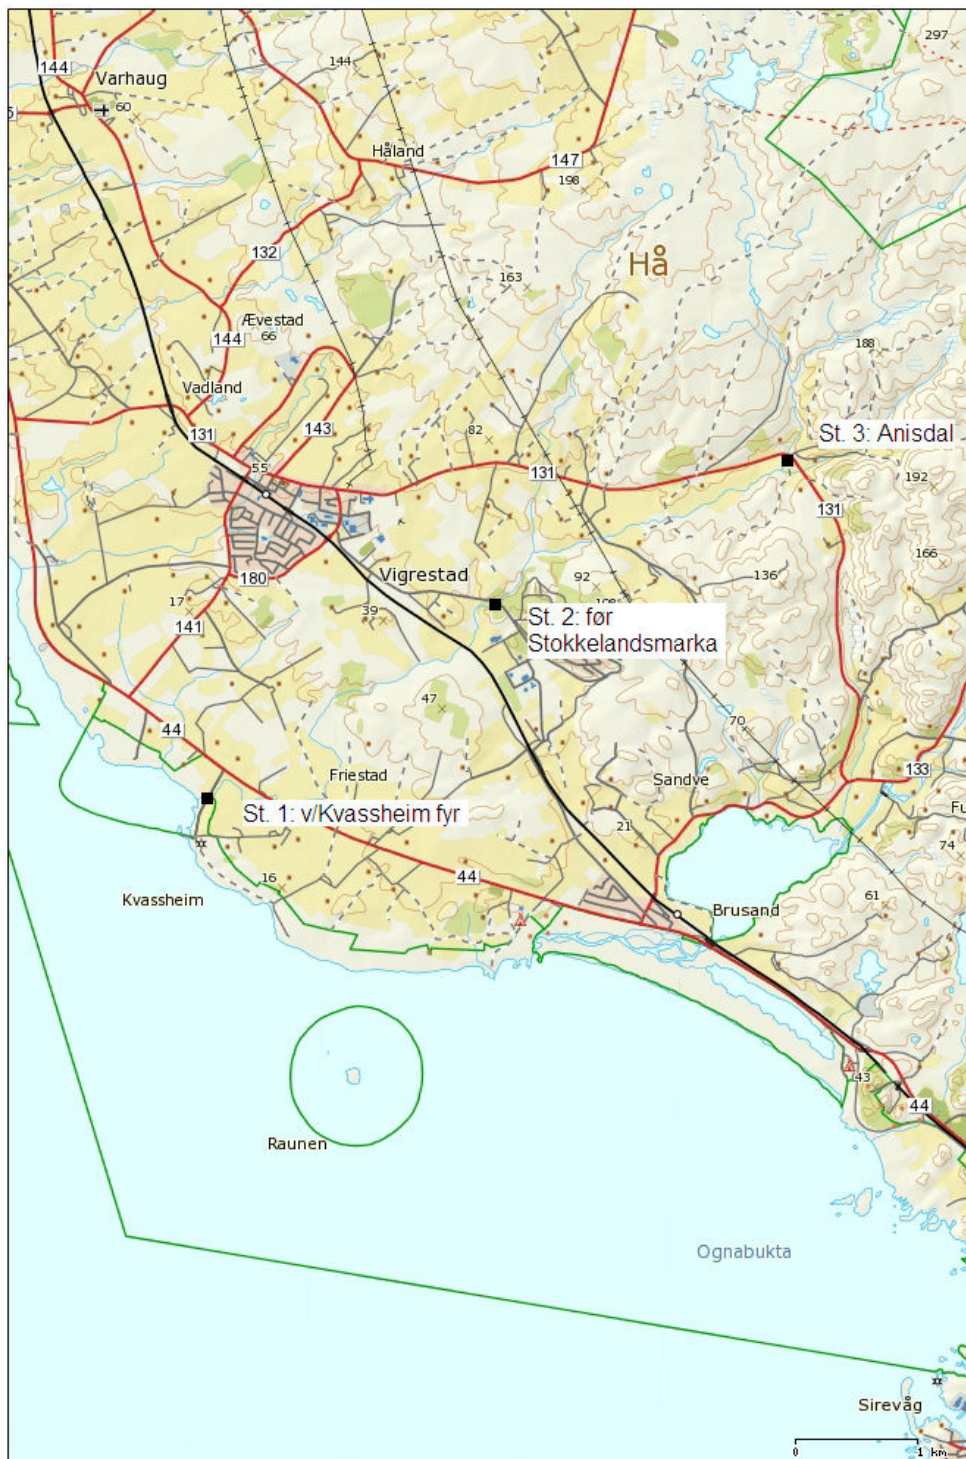 297
144
144
Varhaug
60
Håland
147
198
Hå
132
163
Ævestad
66
144
188
Vadland
St. 3: Anisdal
131
143
82
55
131
192
131
166
Vigrestad
92
136
180
17
39
St. 2: før
Stokkelandsmarka
141
47
70
44
Friestad
Sandve
133
St. 1: v/Kvassheim fyr
21
74
16
44
61
Kvassheim
Brusand
43
44
Raunen
Ognabukta
Sirevåg
0 1 km